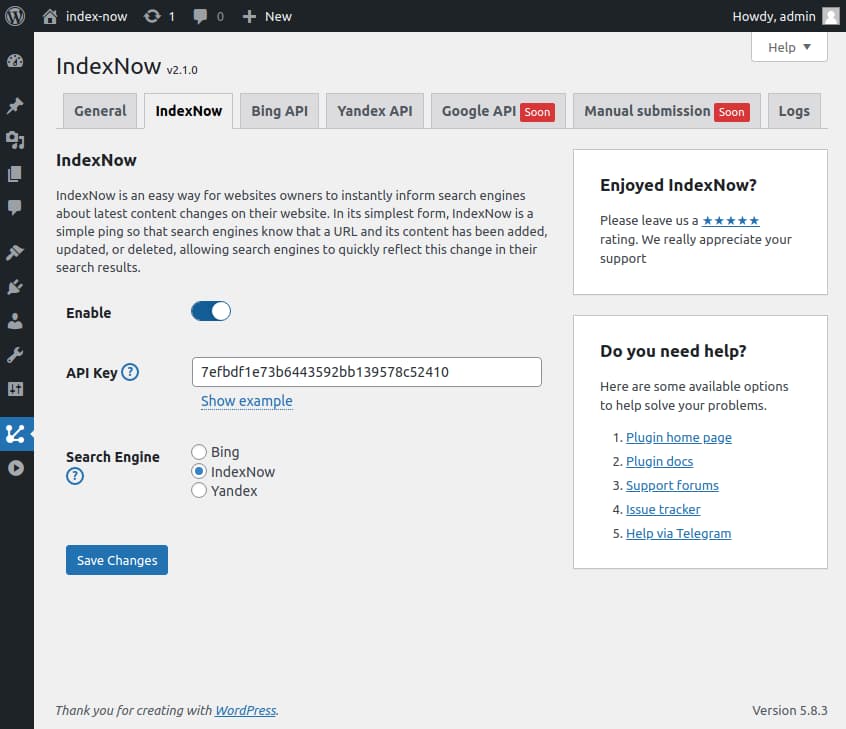 index-now 1 0 New Howdy, admin
Help
IndexNow v2.1.0
General IndexNow Bing API Yandex API Google API Soon Manual submission Soon Logs
IndexNow
IndexNow is an easy way for websites owners to instantly inform search engines
about latest content changes on their website. In its simplest form, IndexNow is a
simple ping so that search engines know that a URL and its content has been added,
updated, or deleted, allowing search engines to quickly reflect this change in their
search results.
Enable
API Key ? 7efbdf1e73b6443592bb139578c52410
Show example
Search Engine ?
Bing
IndexNow
Yandex
Save Changes
Enjoyed IndexNow?
Please leave us a ★★★★★
rating. We really appreciate your
support
Do you need help?
Here are some available options
to help solve your problems.
1. Plugin home page
2. Plugin docs
3. Support forums
4. Issue tracker
5. Help via Telegram
Thank you for creating with WordPress. Version 5.8.3